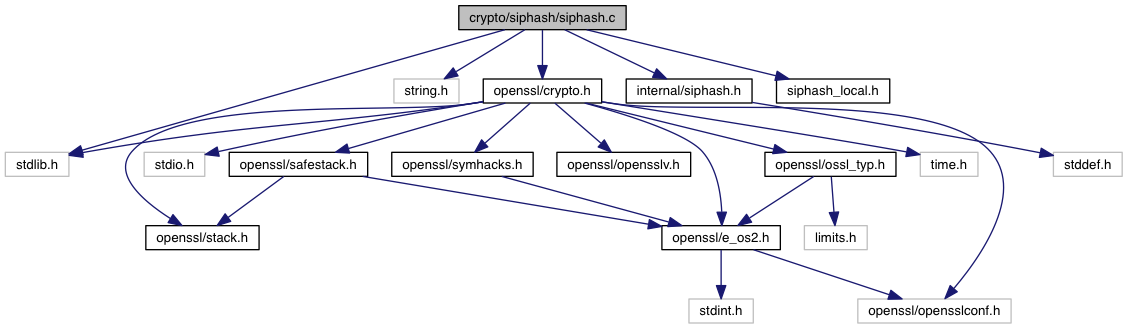 crypto/siphash/siphash.c
string.h
openssl/crypto.h
internal/siphash.h
siphash_local.h
stdlib.h
stdio.h
openssl/safestack.h
openssl/symhacks.h
openssl/opensslv.h
openssl/ossl_typ.h
time.h
stddef.h
openssl/stack.h
openssl/e_os2.h
limits.h
stdint.h
openssl/opensslconf.h